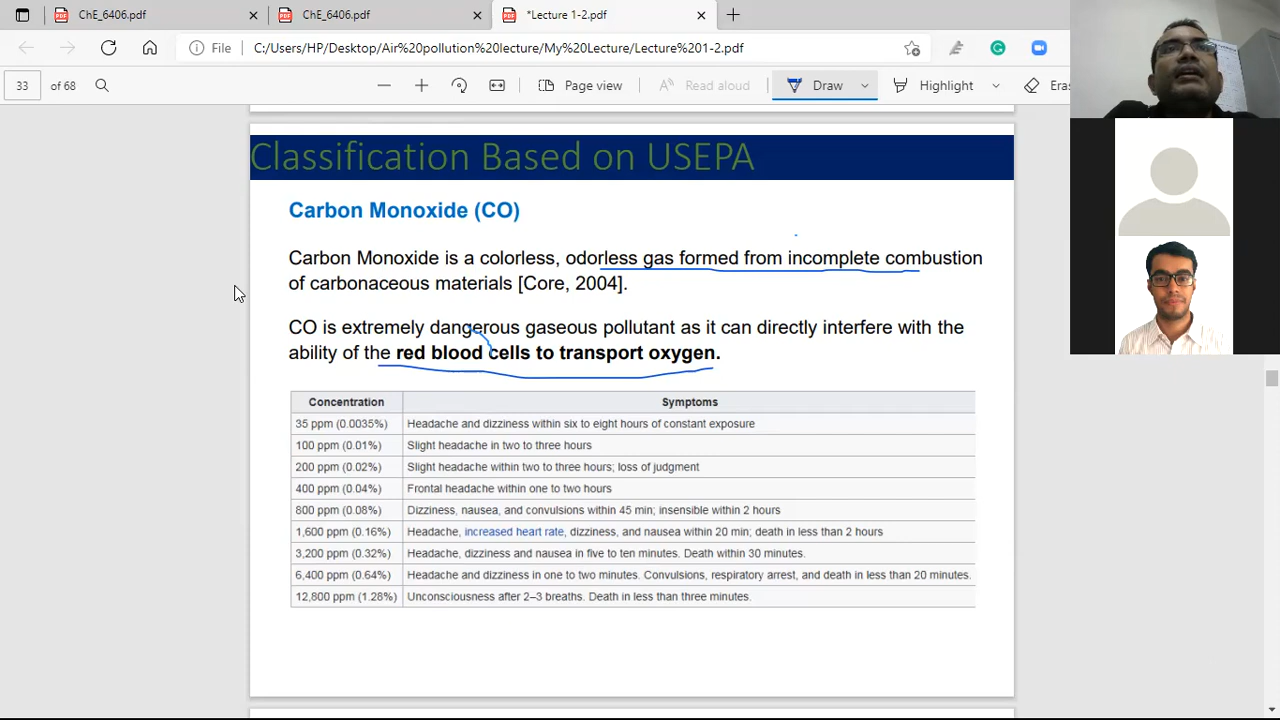 ChE_6406.pdf
ChE_6406.pdf
*Lecture 1-2.pdf
File
C:/Users/HP/Desktop/Air%20pollution%20lecture/My%20Lecture/Lecture%201-2.pdf
33 of 68
Page view
Read aloud
Draw
Highlight
Eras
Classification Based on USEPA
Carbon Monoxide (CO)
Carbon Monoxide is a colorless, odorless gas formed from incomplete combustion
of carbonaceous materials [Core, 2004].
CO is extremely dangerous gaseous pollutant as it can directly interfere with the
ability of the red blood cells to transport oxygen.
Concentration Symptoms
35 ppm (0.0035%) Headache and dizziness within six to eight hours of constant exposure
100 ppm (0.01%) Slight headache in two to three hours
200 ppm (0.02%) Slight headache within two to three hours; loss of judgment
400 ppm (0.04%) Frontal headache within one to two hours
800 ppm (0.08%) Dizziness, nausea, and convulsions within 45 min; insensible within 2 hours
1,600 ppm (0.16%) Headache, increased heart rate, dizziness, and nausea within 20 min; death in less than 2 hours
3,200 ppm (0.32%) Headache, dizziness and nausea in five to ten minutes. Death within 30 minutes.
6,400 ppm (0.64%) Headache and dizziness in one to two minutes. Convulsions, respiratory arrest, and death in less than 20 minutes.
12,800 ppm (1.28%) Unconsciousness after 2–3 breaths. Death in less than three minutes.